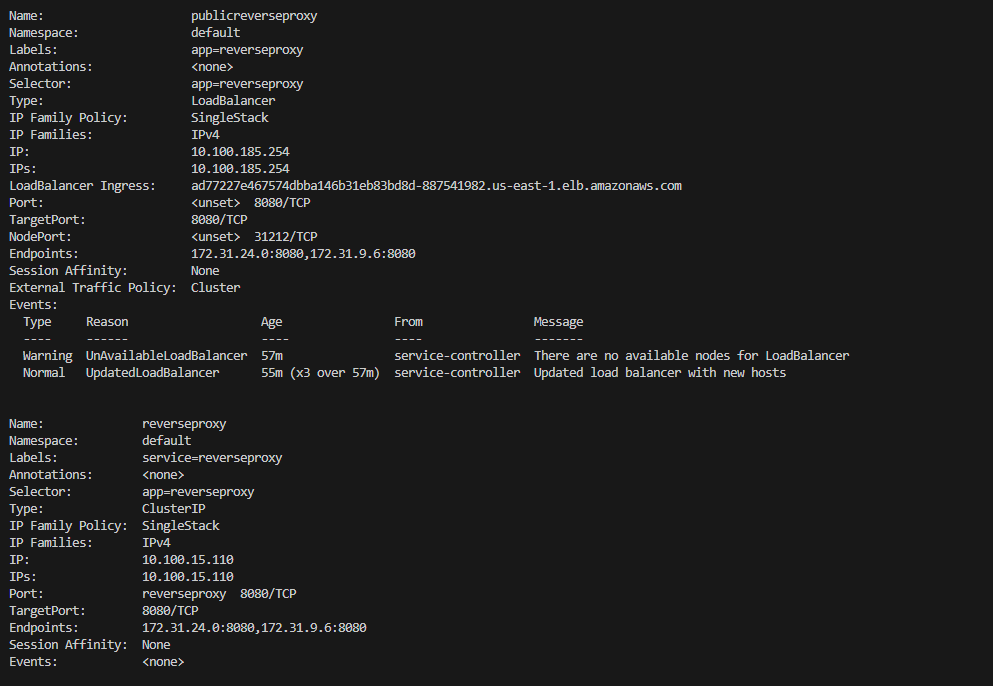 Name:                     publicreverseproxy
Namespace:                default
Labels:                   app=reverseproxy
Annotations:              <none>
Selector:                 app=reverseproxy
Type:                     LoadBalancer
IP Family Policy:         SingleStack
IP Families:              IPv4
IP:                       10.100.185.254
IPs:                      10.100.185.254
LoadBalancer Ingress:     ad77227e467574dbba146b31eb83bd8d-887541982.us-east-1.elb.amazonaws.com
Port:                     <unset>  8080/TCP
TargetPort:               8080/TCP
NodePort:                 <unset>  31212/TCP
Endpoints:                172.31.24.0:8080,172.31.9.6:8080
Session Affinity:         None
External Traffic Policy:  Cluster
Events:
  Type     Reason                   Age                From                Message
  ----     ------                   ----               ----                -------
  Warning  UnAvailableLoadBalancer  57m                service-controller  There are no available nodes for LoadBalancer
  Normal   UpdatedLoadBalancer      55m (x3 over 57m)  service-controller  Updated load balancer with new hosts
Name:              reverseproxy
Namespace:         default
Labels:            service=reverseproxy
Annotations:       <none>
Selector:          app=reverseproxy
Type:              ClusterIP
IP Family Policy:  SingleStack
IP Families:       IPv4
IP:                10.100.15.110
IPs:               10.100.15.110
Port:              reverseproxy  8080/TCP
TargetPort:        8080/TCP
Endpoints:         172.31.24.0:8080,172.31.9.6:8080
Session Affinity:  None
Events:            <none>